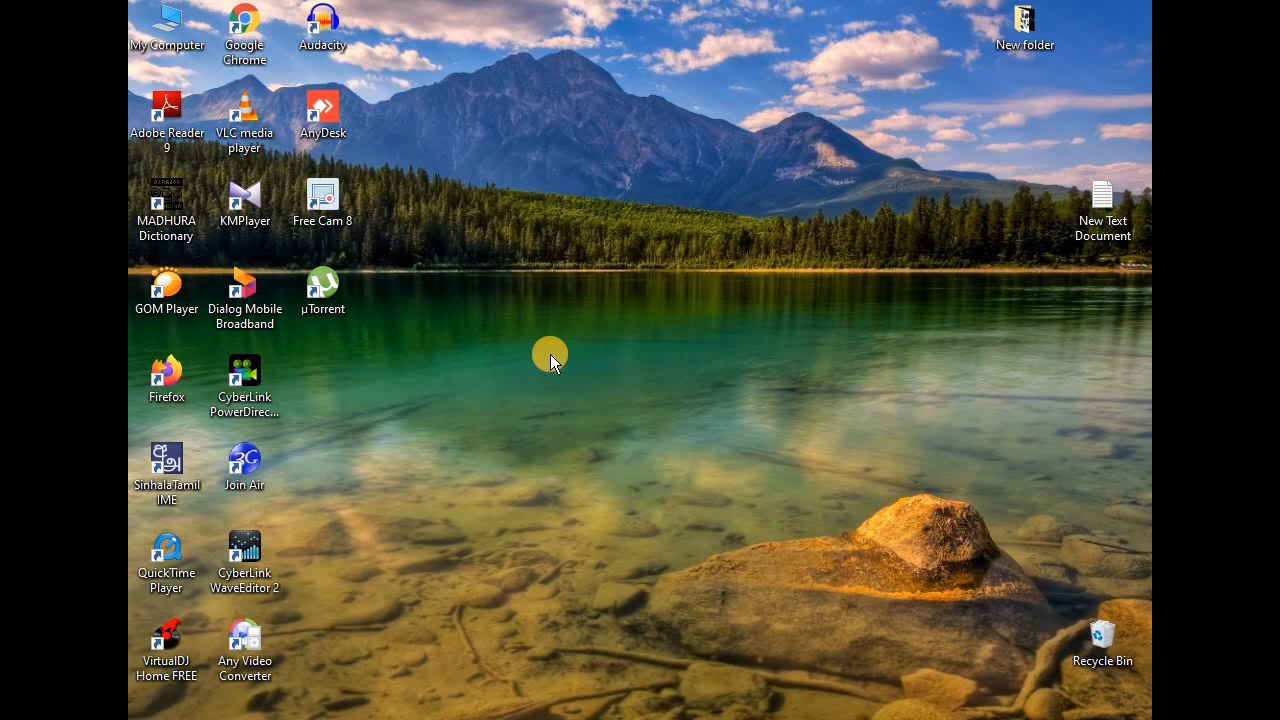 My Computer
Google
Chrome
Audacity
New folder
Adobe Reader
9
VLC media
player
AnyDesk
MADHURA
Dictionary
KMPlayer
Free Cam 8
New Text
Document
GOM Player
Dialog Mobile
Broadband
µTorrent
Firefox
CyberLink
PowerDirec...
SinhalaTamil
IME
Join Air
QuickTime
Player
CyberLink
WaveEditor 2
VirtualDJ
Home FREE
Any Video
Converter
Recycle Bin